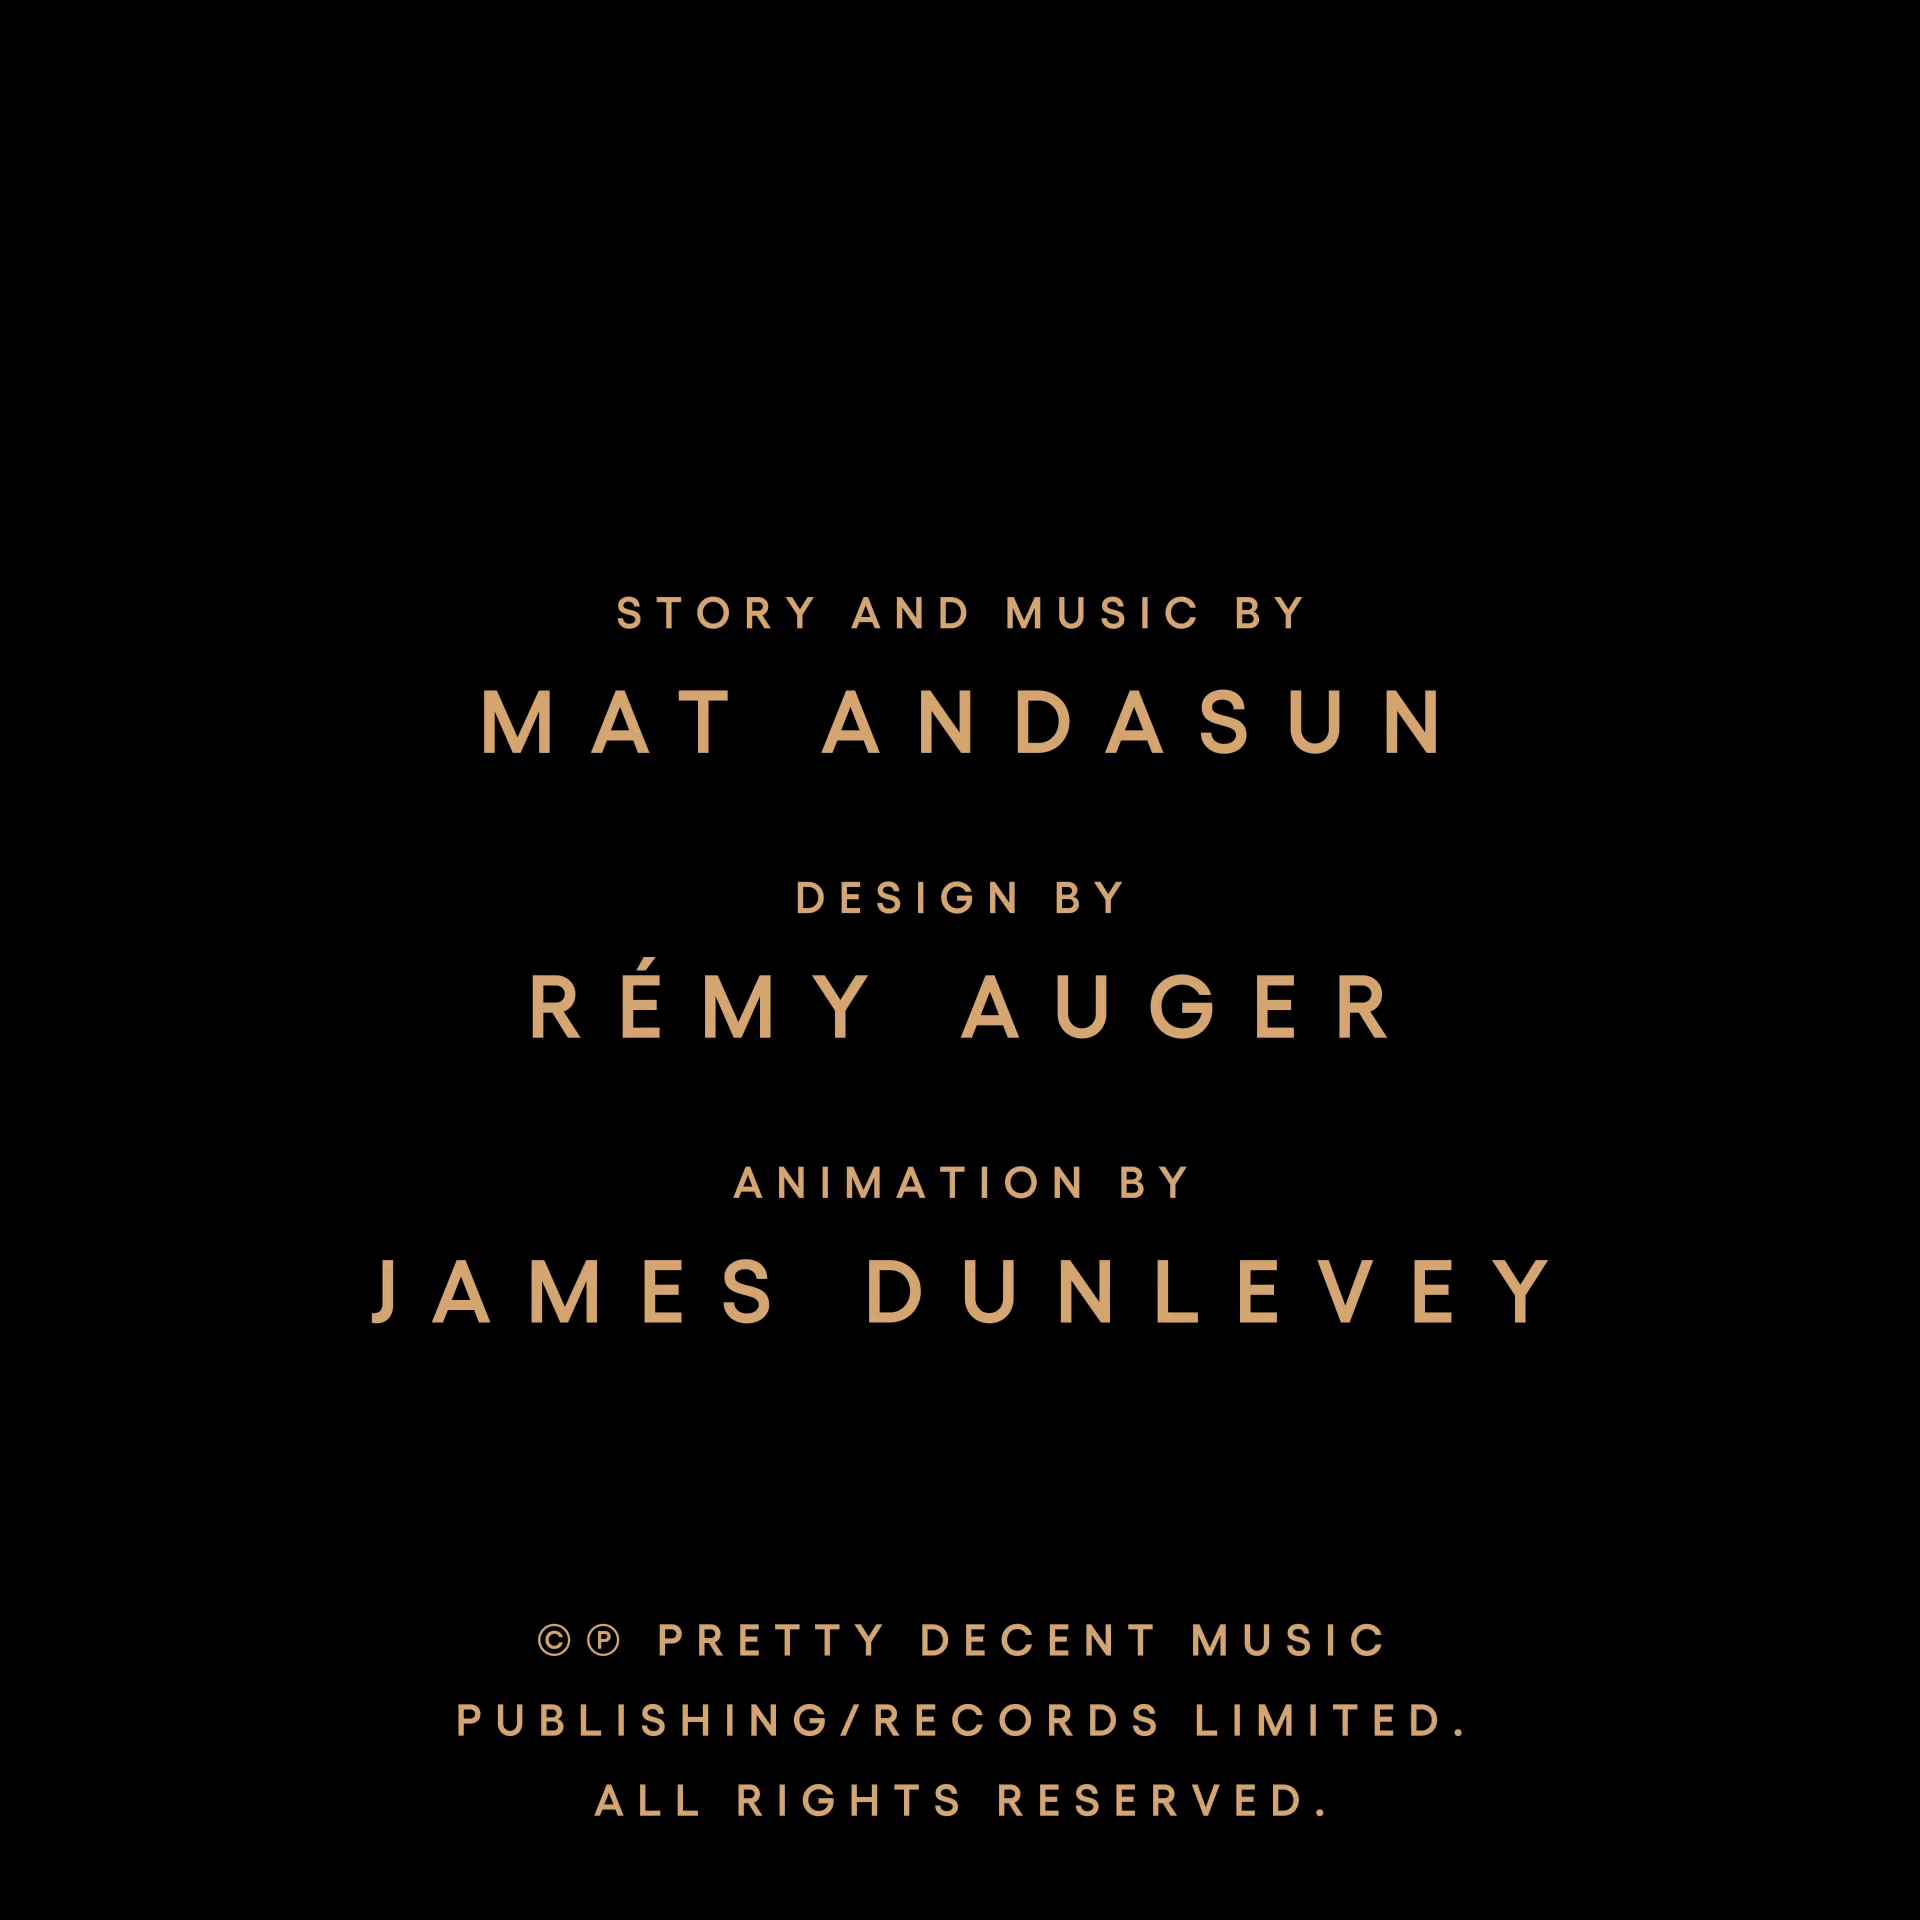 STORY AND MUSIC BY
MAT ANDASUN
DESIGN BY
RÉMY AUGER
ANIMATION BY
JAMES DUNLEVEY
©℗ PRETTY DECENT MUSIC
PUBLISHING/RECORDS LIMITED.
ALL RIGHTS RESERVED.